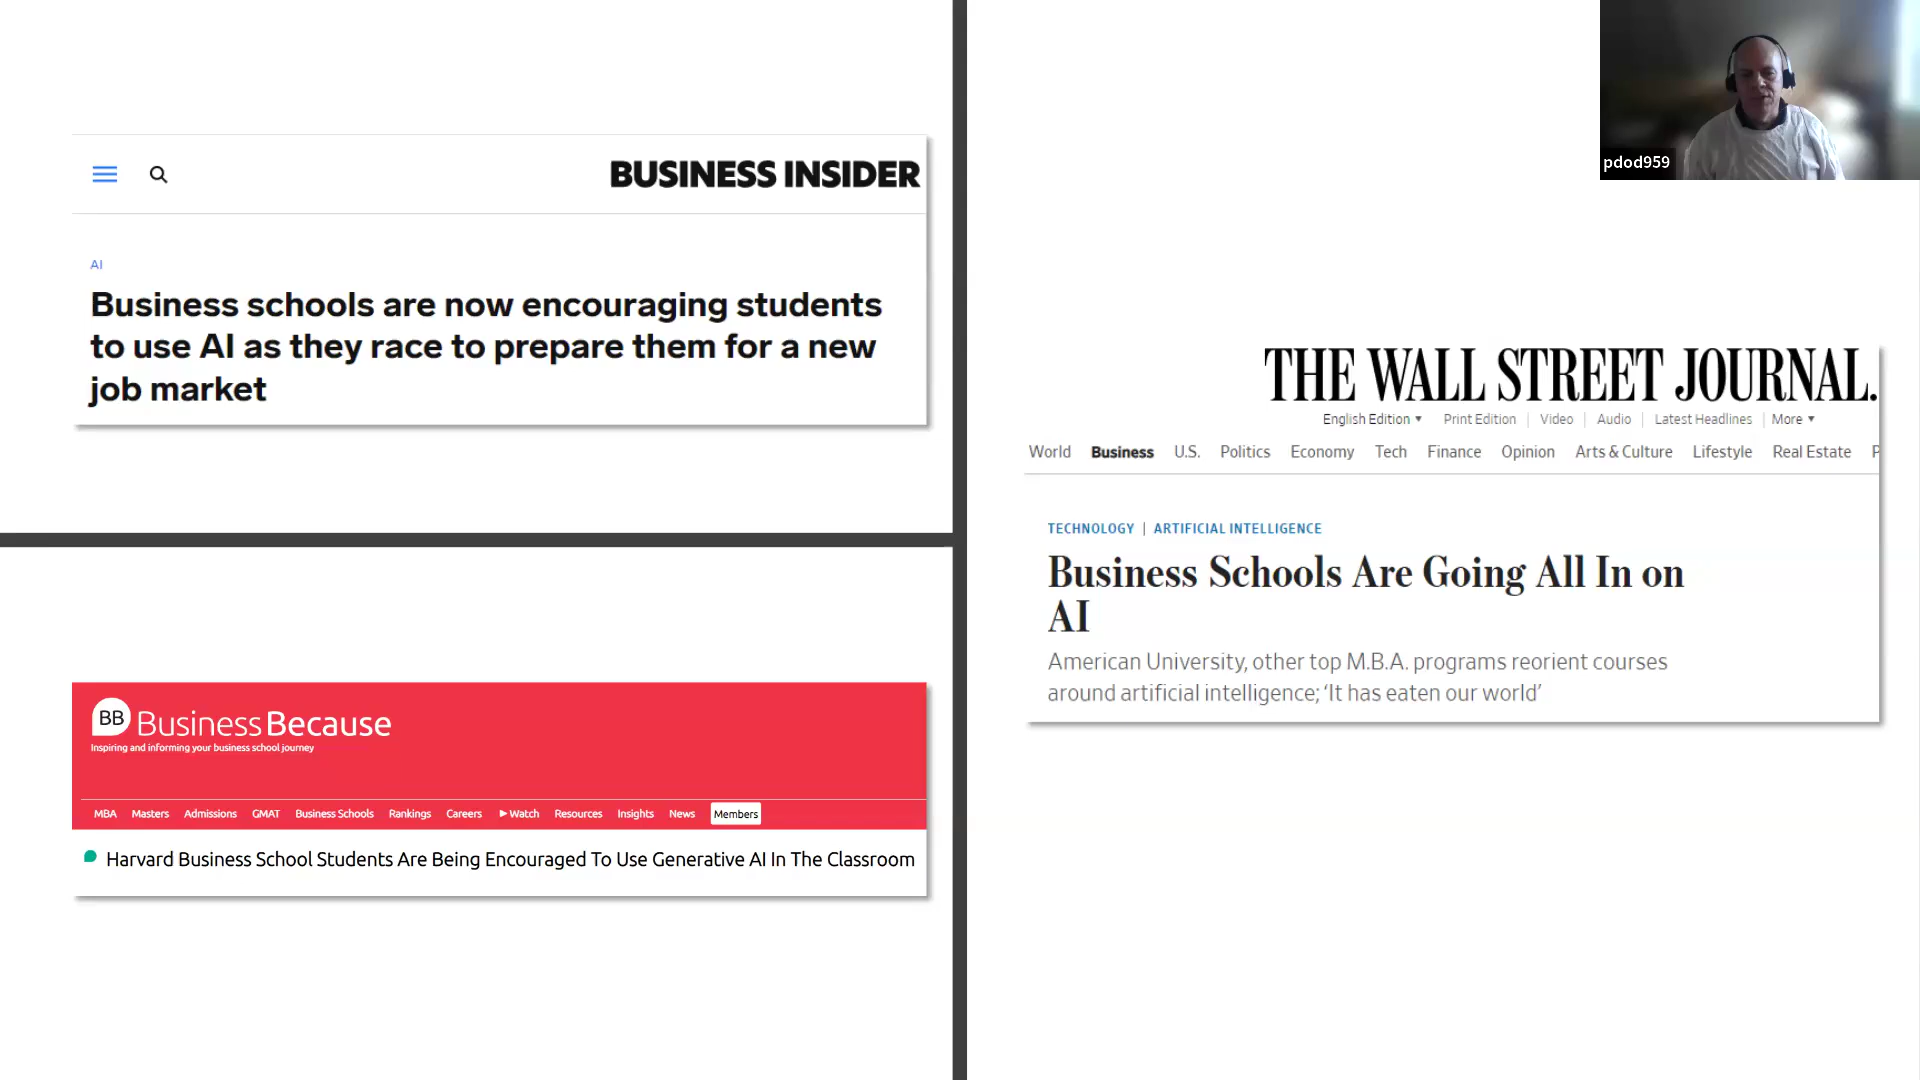 BUSINESS INSIDER
AI
Business schools are now encouraging students
to use AI as they race to prepare them for a new
job market
BB BusinessBecause
Inspiring and informing your business school journey
MBA Masters Admissions GMAT Business Schools Rankings Careers Watch Resources Insights News Members
Harvard Business School Students Are Being Encouraged To Use Generative AI In The Classroom
pdod959
THE WALL STREET JOURNAL.
English Edition Print Edition Video Audio Latest Headlines More
World Business U.S. Politics Economy Tech Finance Opinion Arts & Culture Lifestyle Real Estate P
TECHNOLOGY | ARTIFICIAL INTELLIGENCE
Business Schools Are Going All In on
AI
American University, other top M.B.A. programs reorient courses
around artificial intelligence; ‘It has eaten our world’